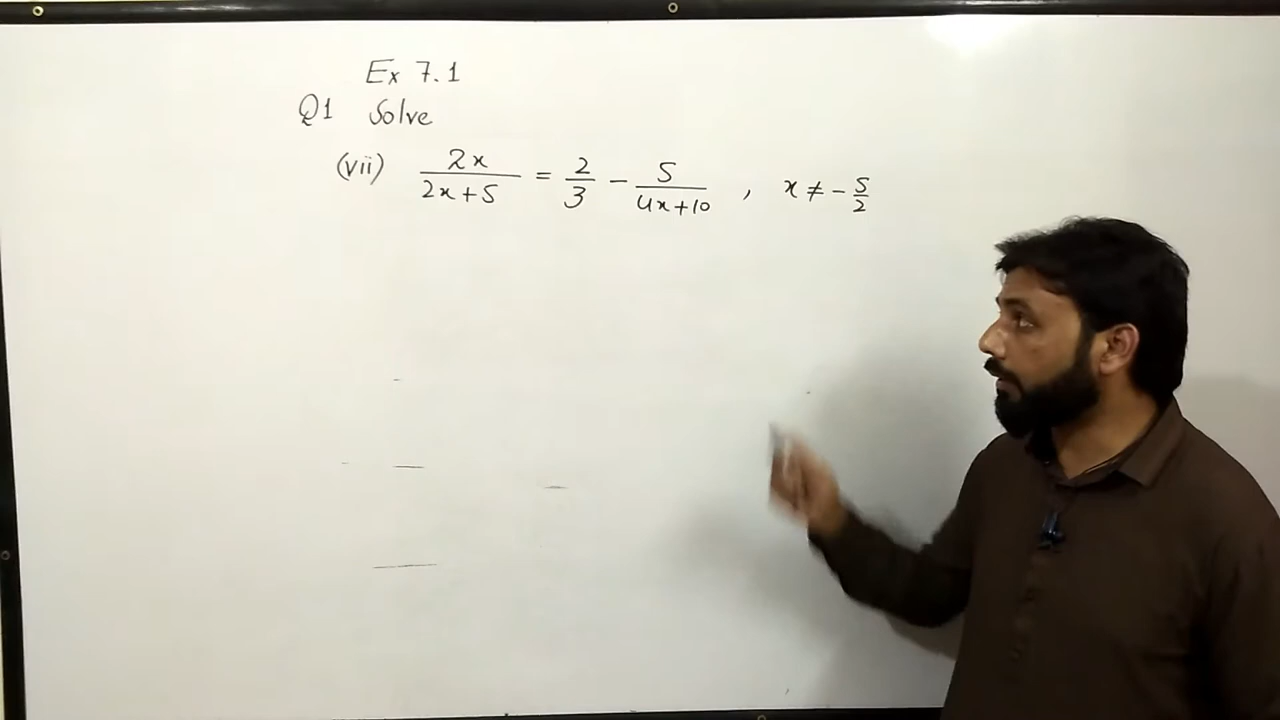 Ex 7.1
Q1 Solve
(vii) 2x/(2x+5) = 2/3 - 5/(4x+10) , x ≠ -5/2